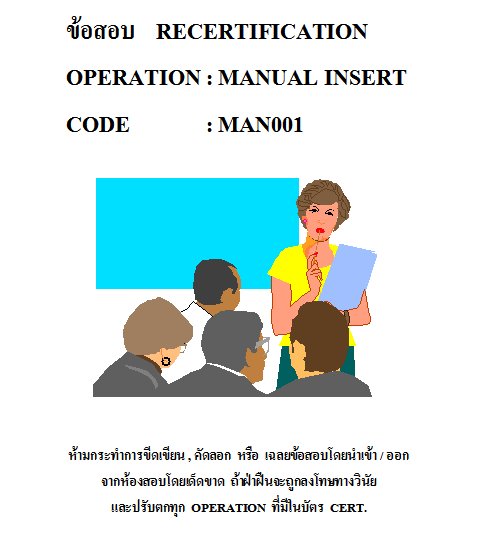 ข้อสอบ RECERTIFICATION
OPERATION : MANUAL INSERT
CODE : MAN001
ห้ามกระทำการขีดเขียน , คัดลอก หรือ เฉลยข้อสอบโดยนำเข้า / ออก
จากห้องสอบโดยเด็ดขาด ถ้าฝ่าฝืนจะถูกลงโทษทางวินัย
และปรับตกทุก OPERATION ที่มีในบัตร CERT.